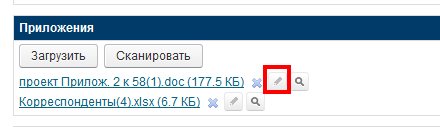 Приложения
Загрузить Сканировать
проект Прилож. 2 к 58(1).doc (177.5 КБ)
Корреспонденты(4).xlsx (6.7 КБ)